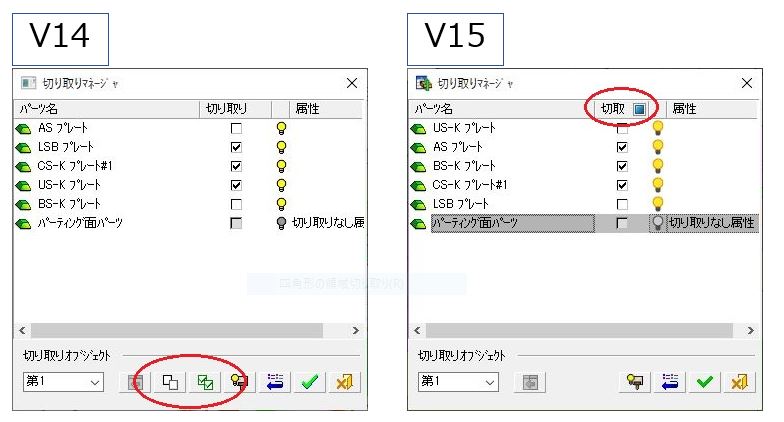 V14
切り取りマネージャ
パーツ名 切り取り 属性
AS プレート
LSB プレート
CS-K プレート#1
US-K プレート
BS-K プレート
パーティング面パーツ 切り取りなし属
四角形の領域切り取り(R)
切り取りオブジェクト
第1
V15
切り取りマネージャ
パーツ名 切取 属性
US-K プレート
AS プレート
BS-K プレート
CS-K プレート#1
LSB プレート
パーティング面パーツ 切り取りなし属性
切り取りオブジェクト
第1